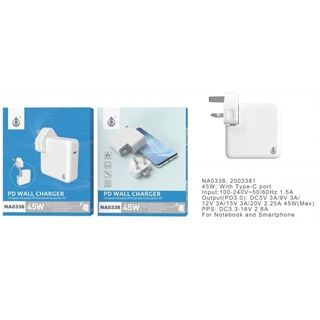 PD WALL CHARGER
NA0338 45W
PD WALL CHARGER
NA0338 45W
NA0338, 2003381
45W, With Type-C port
Input 100-240V~50/60Hz 1.5A
Output(PD3.0): DC5V 3A/9V 3A/
12V 3A/15V 3A/20V 2.25A 45W(Max)
PPS: DC3.3-16V 2.8A
For Notebook and Smartphone